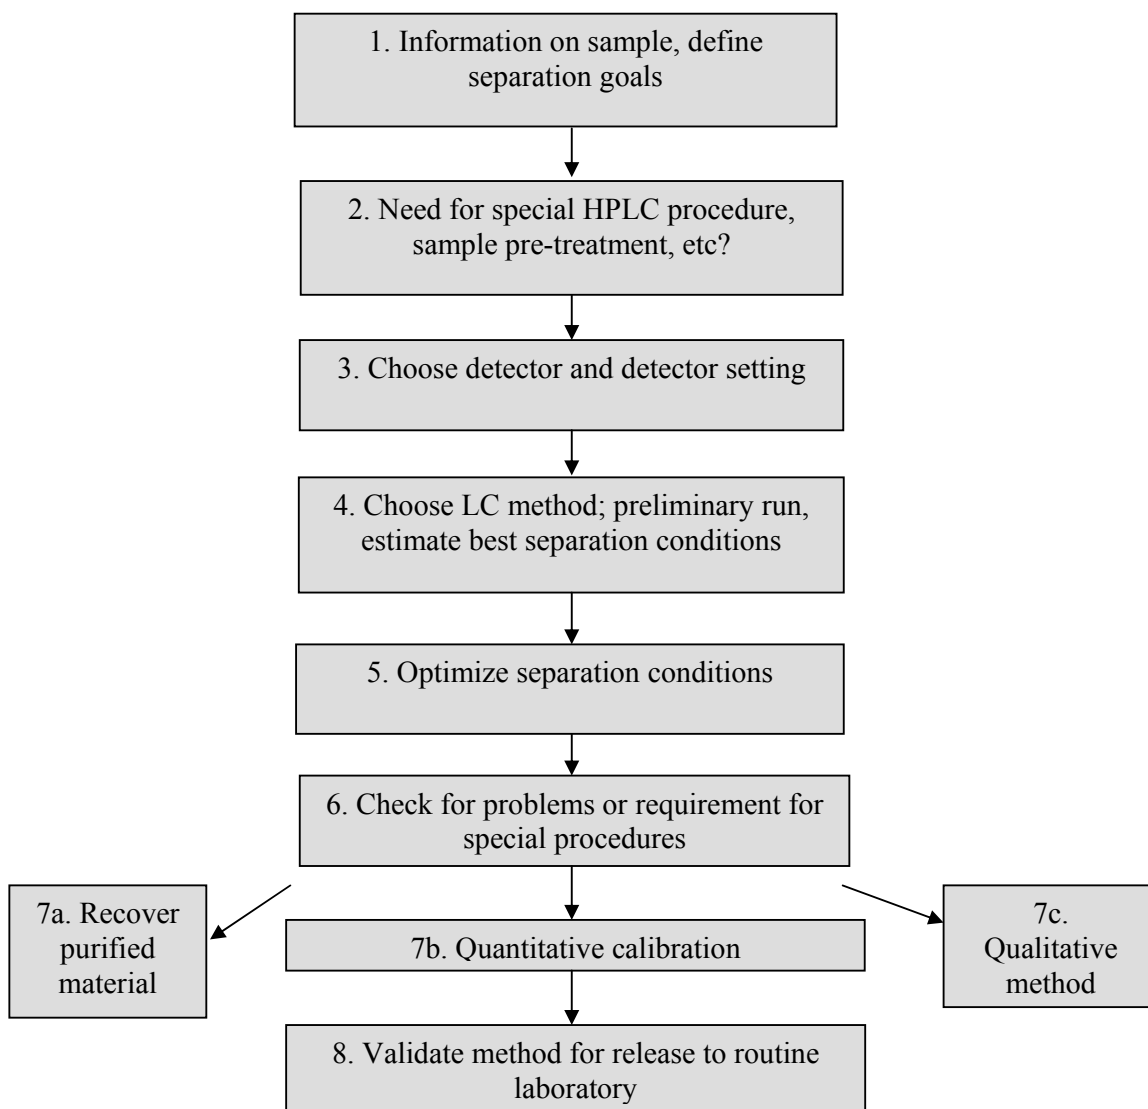 1. Information on sample, define
separation goals
2. Need for special HPLC procedure,
sample pre-treatment, etc?
3. Choose detector and detector setting
4. Choose LC method; preliminary run,
estimate best separation conditions
5. Optimize separation conditions
6. Check for problems or requirement for
special procedures
7a. Recover
purified
material
7b. Quantitative calibration
7c.
Qualitative
method
8. Validate method for release to routine
laboratory